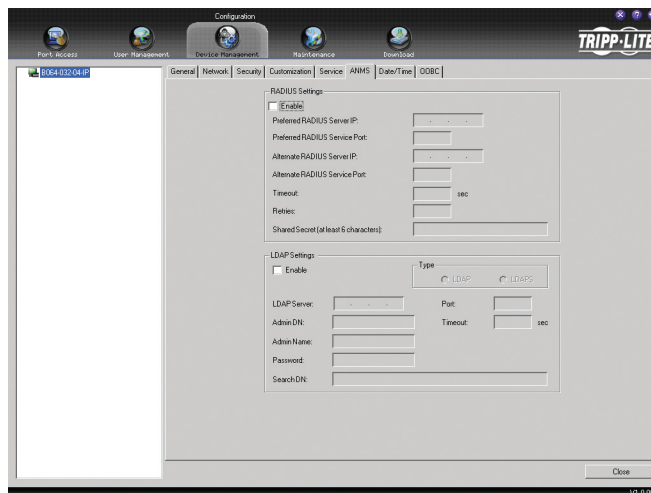 Configuration
Port Access
User Management
Device Management
Maintenance
Download
TRIPP·LITE
B064-032-04-IP
General
Network
Security
Customization
Service
ANMS
Date/Time
ODBC
RADIUS Settings
Enable
Preferred RADIUS Server IP:
Preferred RADIUS Service Port:
Alternate RADIUS Server IP:
Alternate RADIUS Service Port:
Timeout: sec
Retries:
Shared Secret (at least 6 characters):
LDAP Settings
Enable
Type
LDAP LDAPS
LDAP Server: Port:
Admin DN: Timeout: sec
Admin Name:
Password:
Search DN:
Close